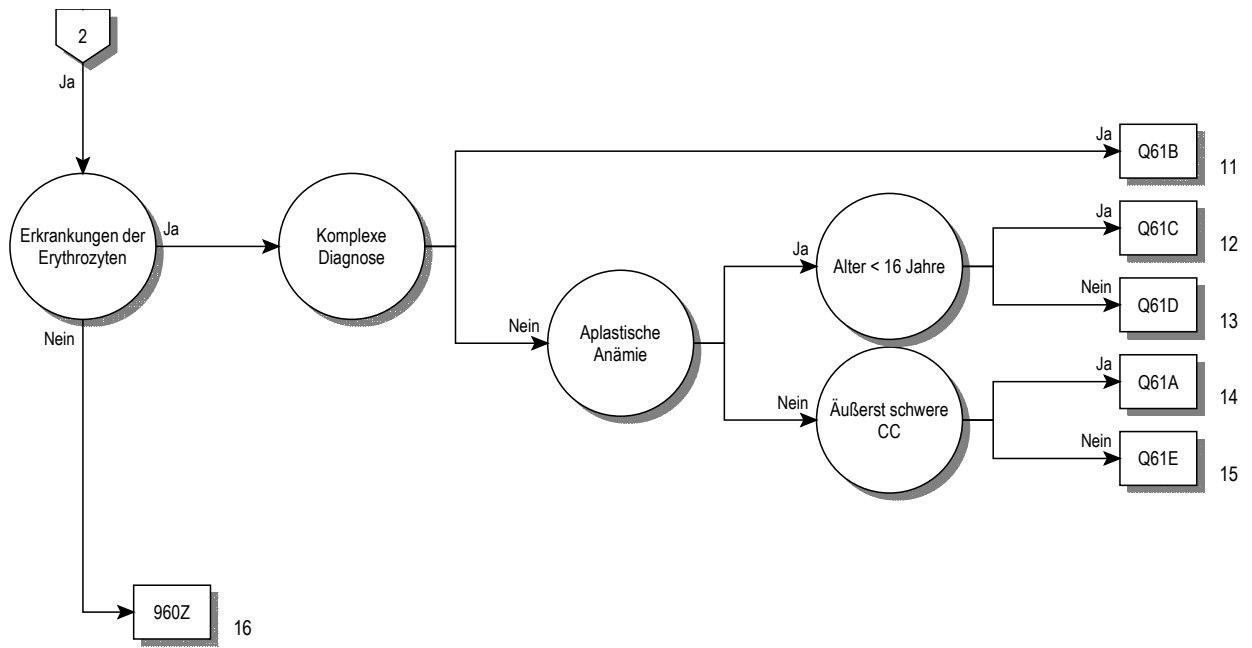 2
Ja
Ja
Q61B
11
Erkrankungen der
Erythrozyten
Ja
Komplexe
Diagnose
Ja
Alter < 16 Jahre
Ja
Q61C
12
Nein
Q61D
13
Nein
Aplastische
Anämie
Nein
Nein
Äußerst schwere
CC
Ja
Q61A
14
Nein
Q61E
15
960Z
16